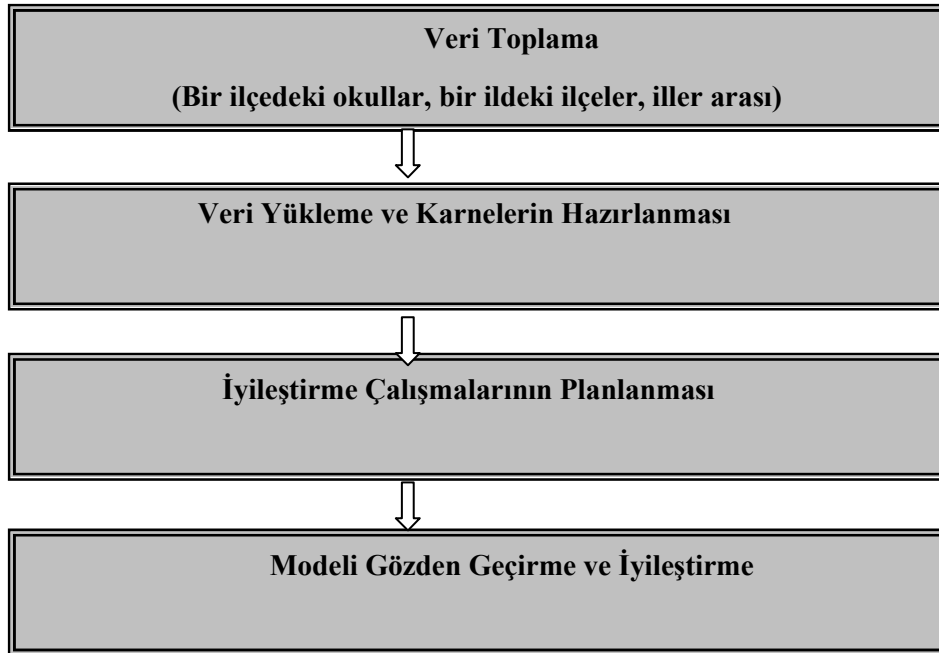 Veri Toplama
(Bir ilçedeki okullar, bir ildeki ilçeler, iller arası)
Veri Yükleme ve Karnelerin Hazırlanması
İyileştirme Çalışmalarının Planlanması
Modeli Gözden Geçirme ve İyileştirme